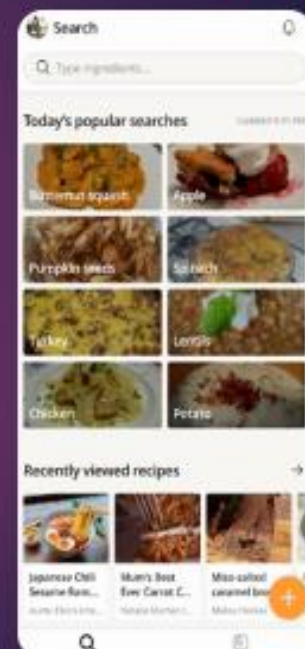 Search
Type ingredients...
Today's popular searches
Butternut squash
Apple
Pumpkin seeds
Spinach
Turkey
Lentils
Chicken
Potato
Recently viewed recipes
Japanese Chili
Sesame Ram...
Mum's Best
Ever Carrot C...
Miso-salted
caramel